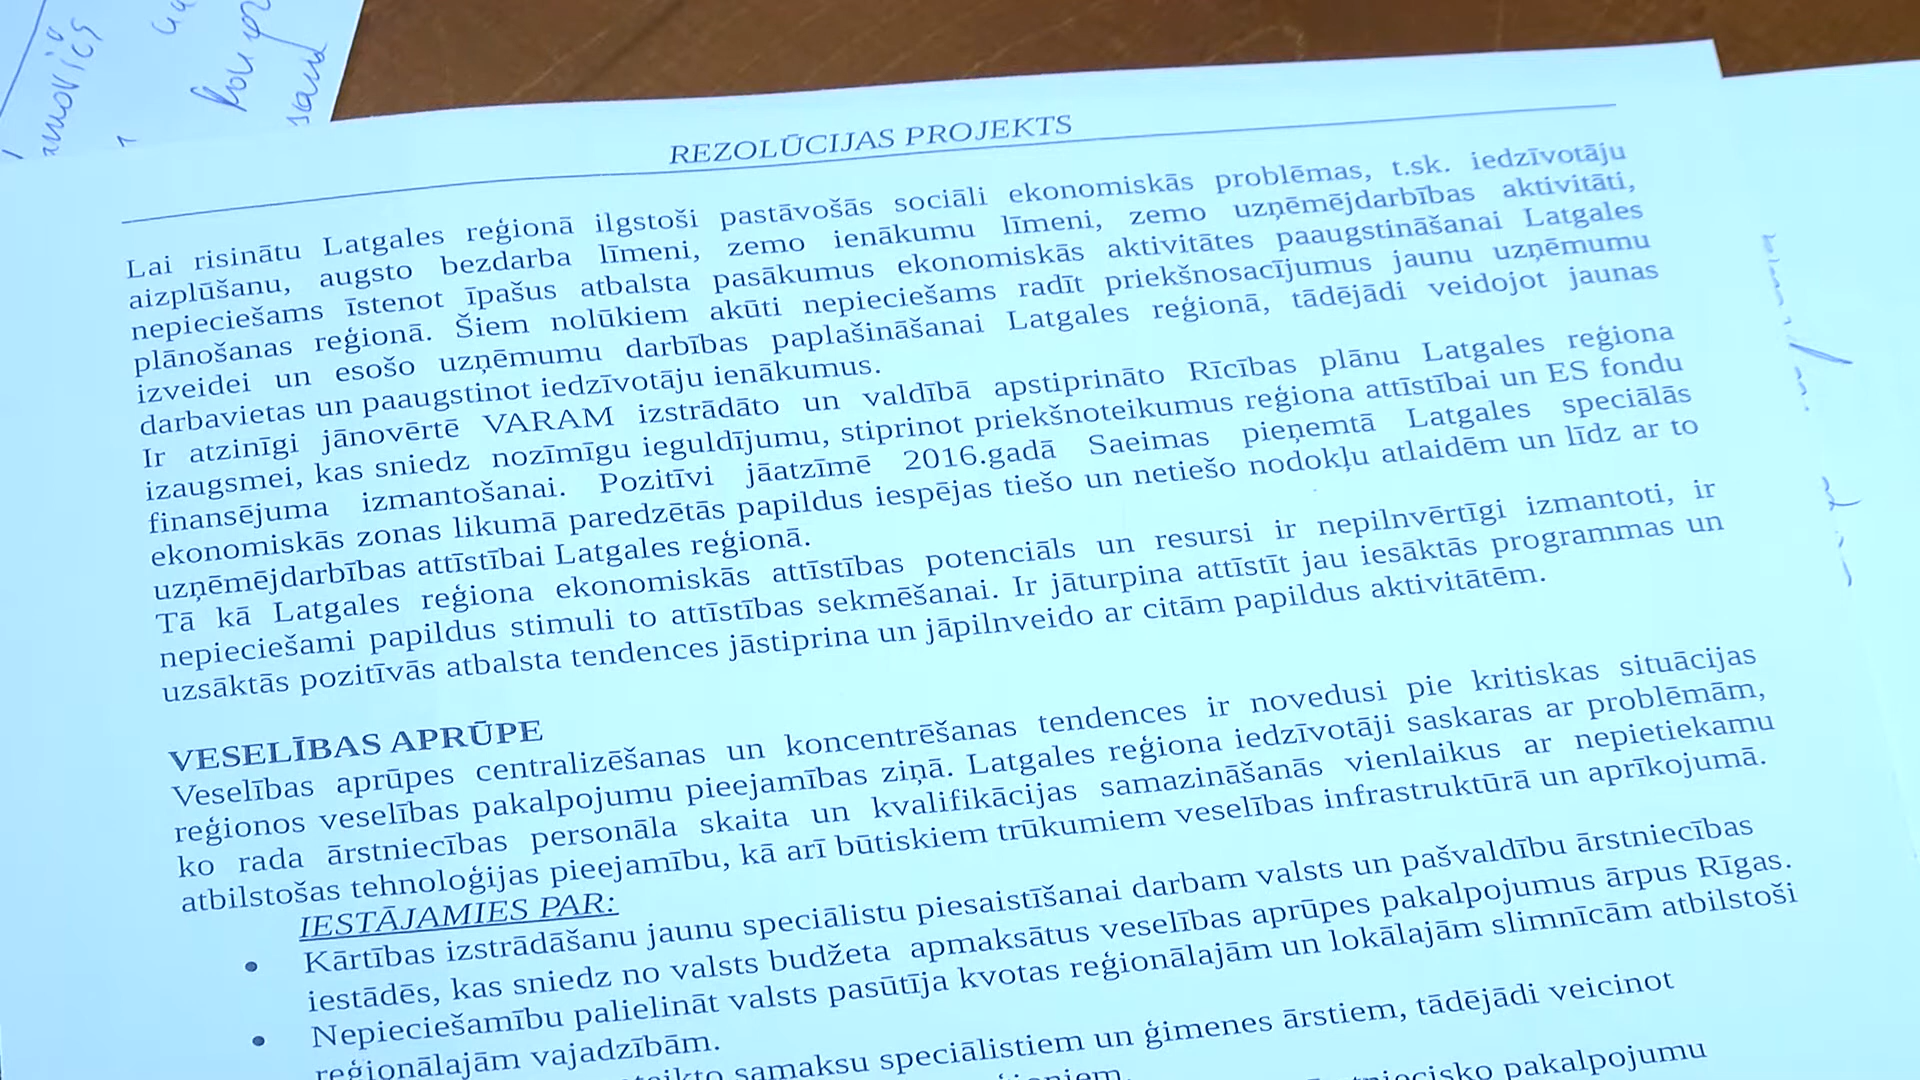 REZOLŪCIJAS PROJEKTS
Lai risinātu Latgales reģionā ilgstoši pastāvošās sociāli ekonomiskās problēmas, t.sk. iedzīvotāju
aizplūšanu, augsto bezdarba līmeni, zemo ienākumu līmeni, zemo uzņēmējdarbības aktivitāti,
nepieciešams īstenot īpašus atbalsta pasākumus ekonomiskās aktivitātes paaugstināšanai Latgales
plānošanas reģionā. Šiem nolūkiem akūti nepieciešams radīt priekšnosacījumus jaunu uzņēmumu
izveidei un esošo uzņēmumu darbības paplašināšanai Latgales reģionā, tādējādi veidojot jaunas
darbavietas un paaugstinot iedzīvotāju ienākumus.
Ir atzinīgi jānovērtē VARAM izstrādāto un valdībā apstiprināto Rīcības plānu Latgales reģiona
izaugsmei, kas sniedz nozīmīgu ieguldījumu, stiprinot priekšnoteikumus reģiona attīstībai un ES fondu
finansējuma izmantošanai. Pozitīvi jāatzīmē 2016.gadā Saeimas pieņemtā Latgales speciālās
ekonomiskās zonas likumā paredzētās papildus iespējas tiešo un netiešo nodokļu atlaidēm un līdz ar to
uzņēmējdarbības attīstībai Latgales reģionā.
Tā kā Latgales reģiona ekonomiskās attīstības potenciāls un resursi ir nepilnvērtīgi izmantoti, ir
nepieciešami papildus stimuli to attīstības sekmēšanai. Ir jāturpina attīstīt jau iesāktās programmas un
uzsāktās pozitīvās atbalsta tendences jāstiprina un jāpilnveido ar citām papildus aktivitātēm.
VESELĪBAS APRŪPE
Veselības aprūpes centralizēšanas un koncentrēšanas tendences ir novedusi pie kritiskas situācijas
reģionos veselības pakalpojumu pieejamības ziņā. Latgales reģiona iedzīvotāji saskaras ar problēmām,
ko rada ārstniecības personāla skaita un kvalifikācijas samazināšanās vienlaikus ar nepietiekamu
atbilstošas tehnoloģijas pieejamību, kā arī būtiskiem trūkumiem veselības infrastruktūrā un aprīkojumā.
IESTĀJAMIES PAR:
• Kārtības izstrādāšanu jaunu speciālistu piesaistīšanai darbam valsts un pašvaldību ārstniecības
iestādēs, kas sniedz no valsts budžeta apmaksātus veselības aprūpes pakalpojumus ārpus Rīgas.
• Nepieciešamību palielināt valsts pasūtīja kvotas reģionālajām un lokālajām slimnīcām atbilstoši
reģionālajām vajadzībām.
samaksu speciālistiem un ģimenes ārstiem, tādējādi veicinot
pakalpojumu